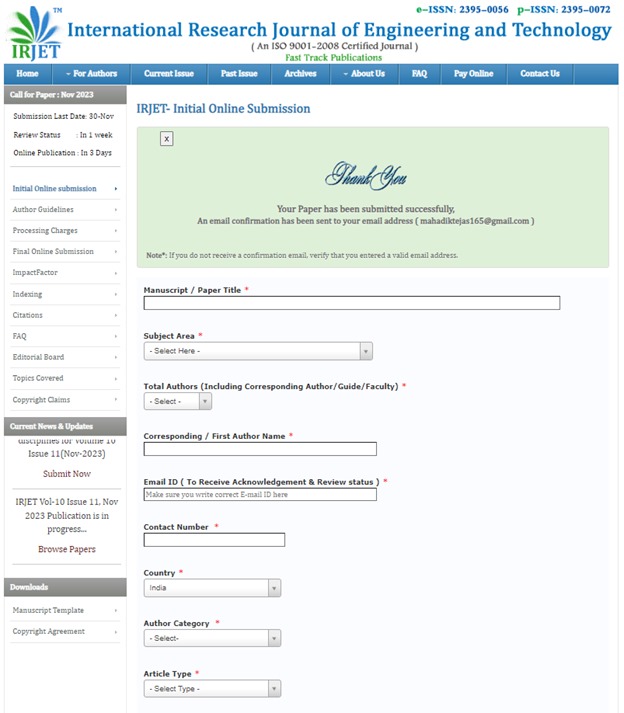 e-ISSN: 2395-0056 p-ISSN: 2395-0072
TM
IRJET
International Research Journal of Engineering and Technology
( An ISO 9001-2008 Certified Journal )
Fast Track Publications
Home For Authors Current Issue Past Issue Archives About Us FAQ Pay Online Contact Us
Call for Paper : Nov 2023
Submission Last Date: 30-Nov
Review Status : In 1 week
Online Publication : In 3 Days
Initial Online submission
Author Guidelines
Processing Charges
Final Online Submission
ImpactFactor
Indexing
Citations
FAQ
Editorial Board
Topics Covered
Copyright Claims
Current News & Updates
disciplines for Volume 10
Issue 11(Nov-2023)
Submit Now
IRJET Vol-10 Issue 11, Nov
2023 Publication is in
progress...
Browse Papers
Downloads
Manuscript Template
Copyright Agreement
IRJET- Initial Online Submission
x
Thank You
Your Paper has been submitted successfully,
An email confirmation has been sent to your email address ( mahadiktejas165@gmail.com )
Note*: If you do not receive a confirmation email, verify that you entered a valid email address.
Manuscript / Paper Title *
Subject Area *
- Select Here -
Total Authors (Including Corresponding Author/Guide/Faculty) *
- Select -
Corresponding / First Author Name *
Email ID ( To Receive Acknowledgement & Review status ) *
Make sure you write correct E-mail ID here
Contact Number *
Country *
India
Author Category *
- Select-
Article Type *
- Select Type -